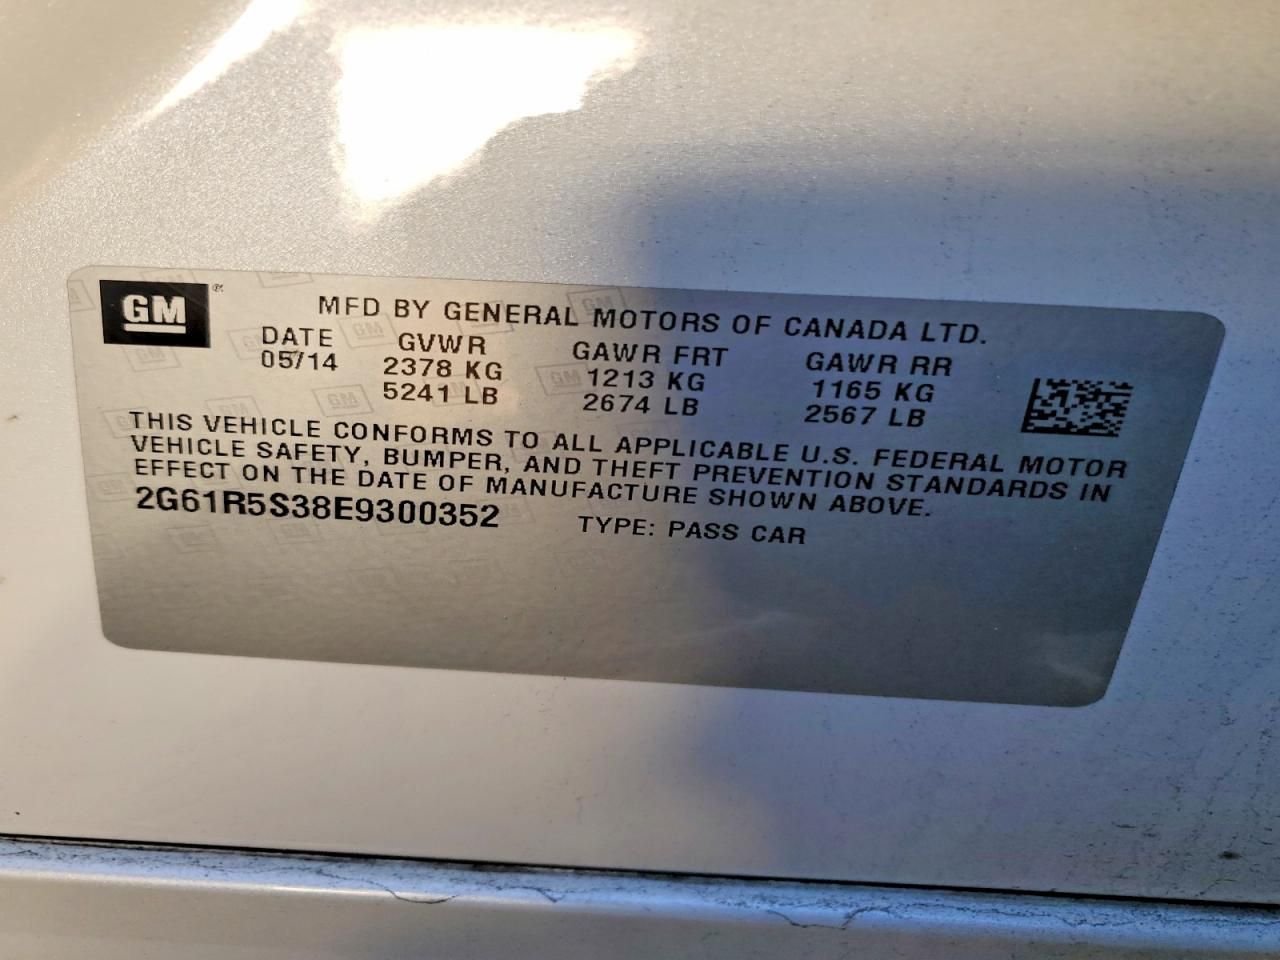 GM®
MFD BY GENERAL MOTORS OF CANADA LTD.
DATE GVWR GAWR FRT GAWR RR
05/14 2378 KG 1213 KG 1165 KG
5241 LB 2674 LB 2567 LB
THIS VEHICLE CONFORMS TO ALL APPLICABLE U.S. FEDERAL MOTOR
VEHICLE SAFETY, BUMPER, AND THEFT PREVENTION STANDARDS IN
EFFECT ON THE DATE OF MANUFACTURE SHOWN ABOVE.
2G61R5S38E9300352 TYPE: PASS CAR